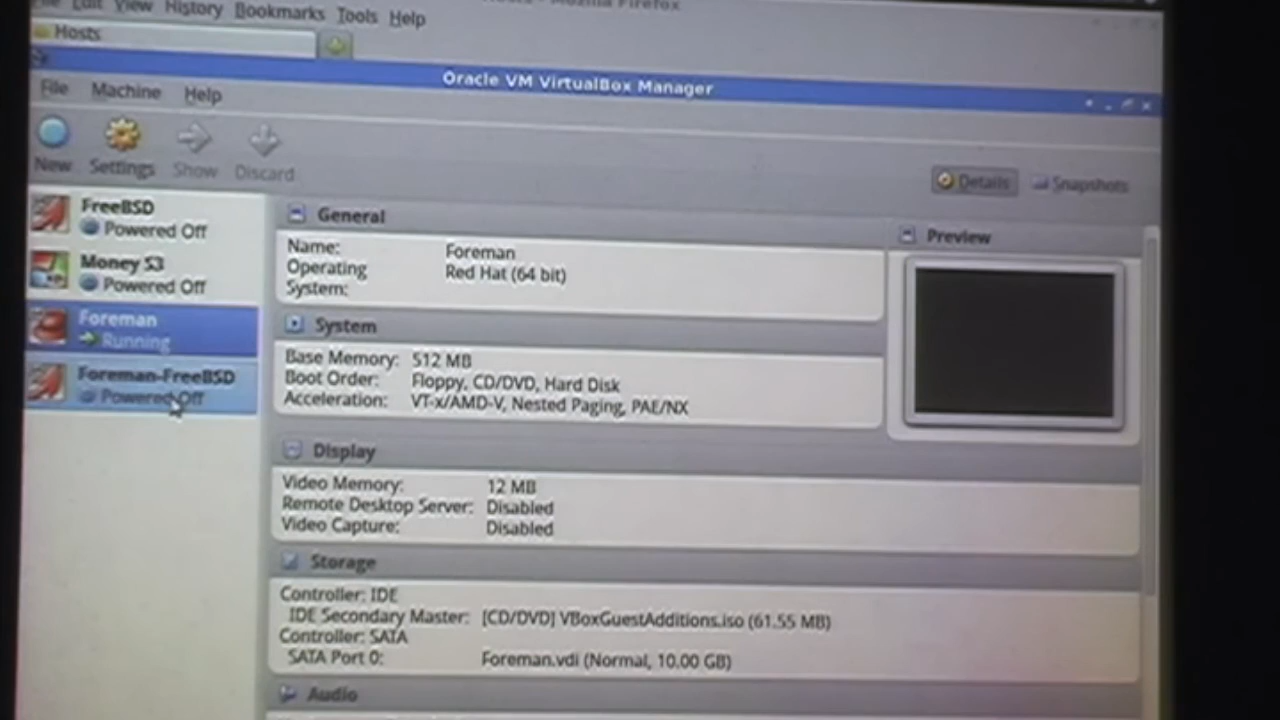 Edit View History Bookmarks Tools Help
Hosts
Oracle VM VirtualBox Manager
File Machine Help
New Settings Show Discard
Details Snapshots
FreeBSD
Powered Off
Money S3
Powered Off
Foreman
Running
Foreman-FreeBSD
Powered Off
General
Name: Foreman
Operating System: Red Hat (64 bit)
System
Base Memory: 512 MB
Boot Order: Floppy, CD/DVD, Hard Disk
Acceleration: VT-x/AMD-V, Nested Paging, PAE/NX
Preview
Display
Video Memory: 12 MB
Remote Desktop Server: Disabled
Video Capture: Disabled
Storage
Controller: IDE
IDE Secondary Master: [CD/DVD] VBoxGuestAdditions.iso (61.55 MB)
Controller: SATA
SATA Port 0: Foreman.vdi (Normal, 10.00 GB)
Audio